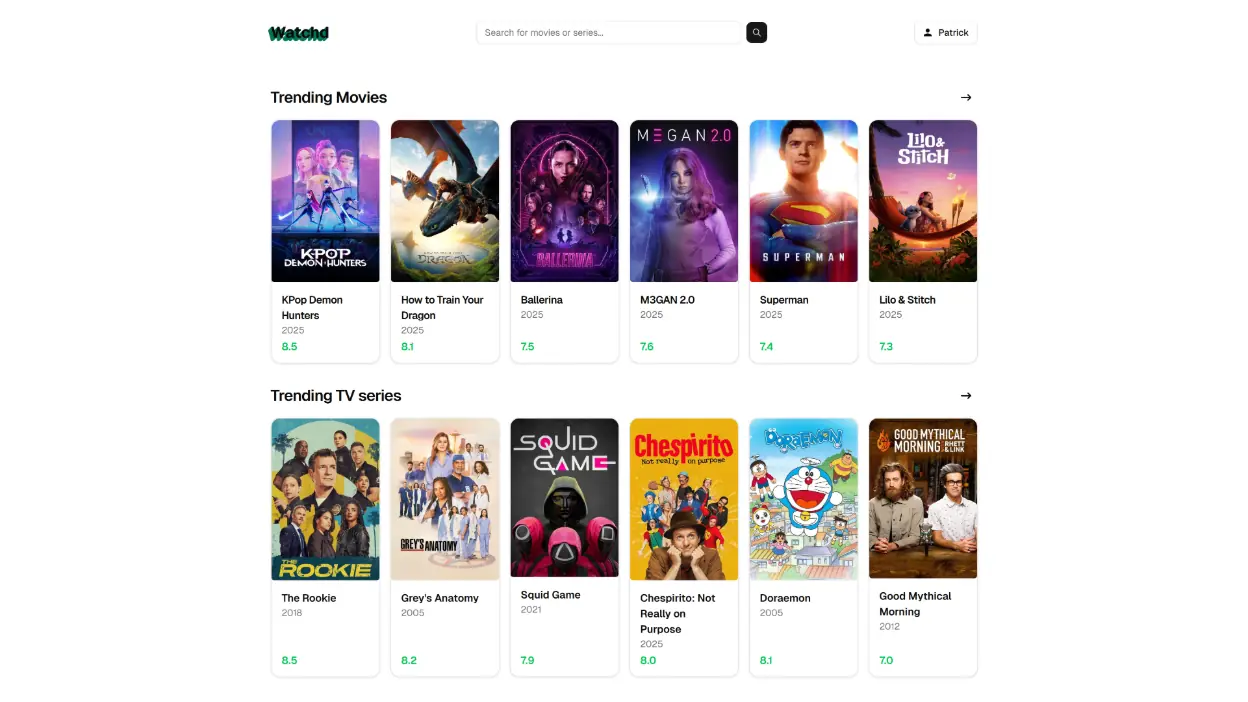 Watchd
Search for movies or series...
Patrick
Trending Movies
K-POP
DEMON HUNTERS
DRAGON
BALLERINA
M3GAN 2.0
SUPERMAN
Lilo &
Stitch
KPop Demon
Hunters
2025
8.5
How to Train Your
Dragon
2025
8.1
Ballerina
2025
7.5
M3GAN 2.0
2025
7.6
Superman
2025
7.4
Lilo & Stitch
2025
7.3
Trending TV series
THE
ROOKIE
GREY'S ANATOMY
SQUID
GAME
Chespirito
Not really on purpose
DORAEMON
GOOD MYTHICAL
MORNING RHETT
& LINK
The Rookie
2018
8.5
Grey's Anatomy
2005
8.2
Squid Game
2021
7.9
Chespirito: Not
Really on
Purpose
2025
8.0
Doraemon
2005
8.1
Good Mythical
Morning
2012
7.0